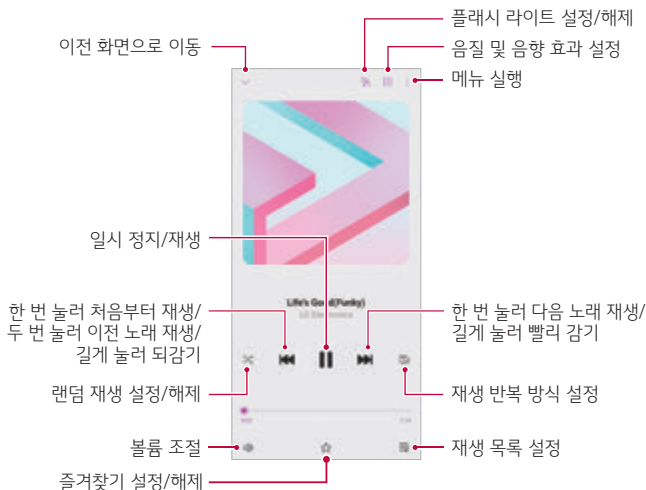 플래시 라이트 설정/해제
이전 화면으로 이동
음질 및 음향 효과 설정
메뉴 실행
일시 정지/재생
Life's Good(Funky)
LG Electronics
한 번 눌러 처음부터 재생/
두 번 눌러 이전 노래 재생/
길게 눌러 되감기
한 번 눌러 다음 노래 재생/
길게 눌러 빨리 감기
랜덤 재생 설정/해제
재생 반복 방식 설정
볼륨 조절
재생 목록 설정
즐겨찾기 설정/해제